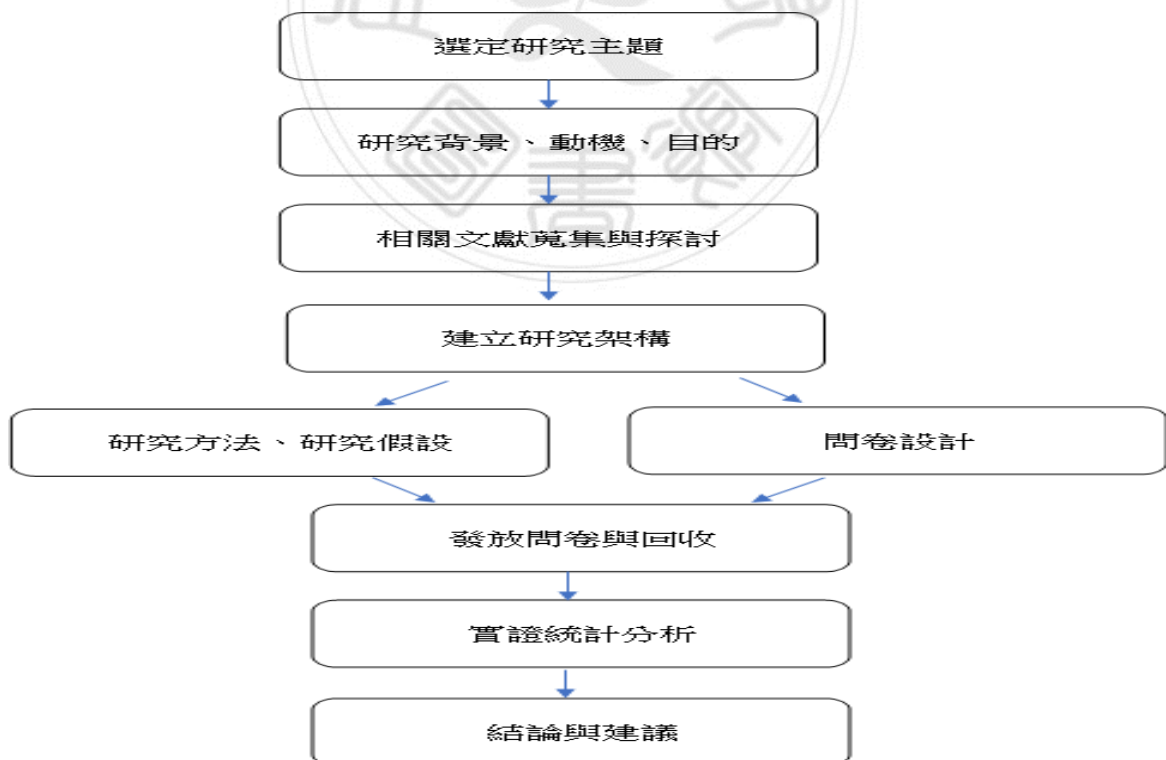 選定研究主題
研究背景、動機、目的
相關文獻蒐集與探討
建立研究架構
研究方法、研究假設
問卷設計
發放問卷與回收
實證統計分析
結論與建議